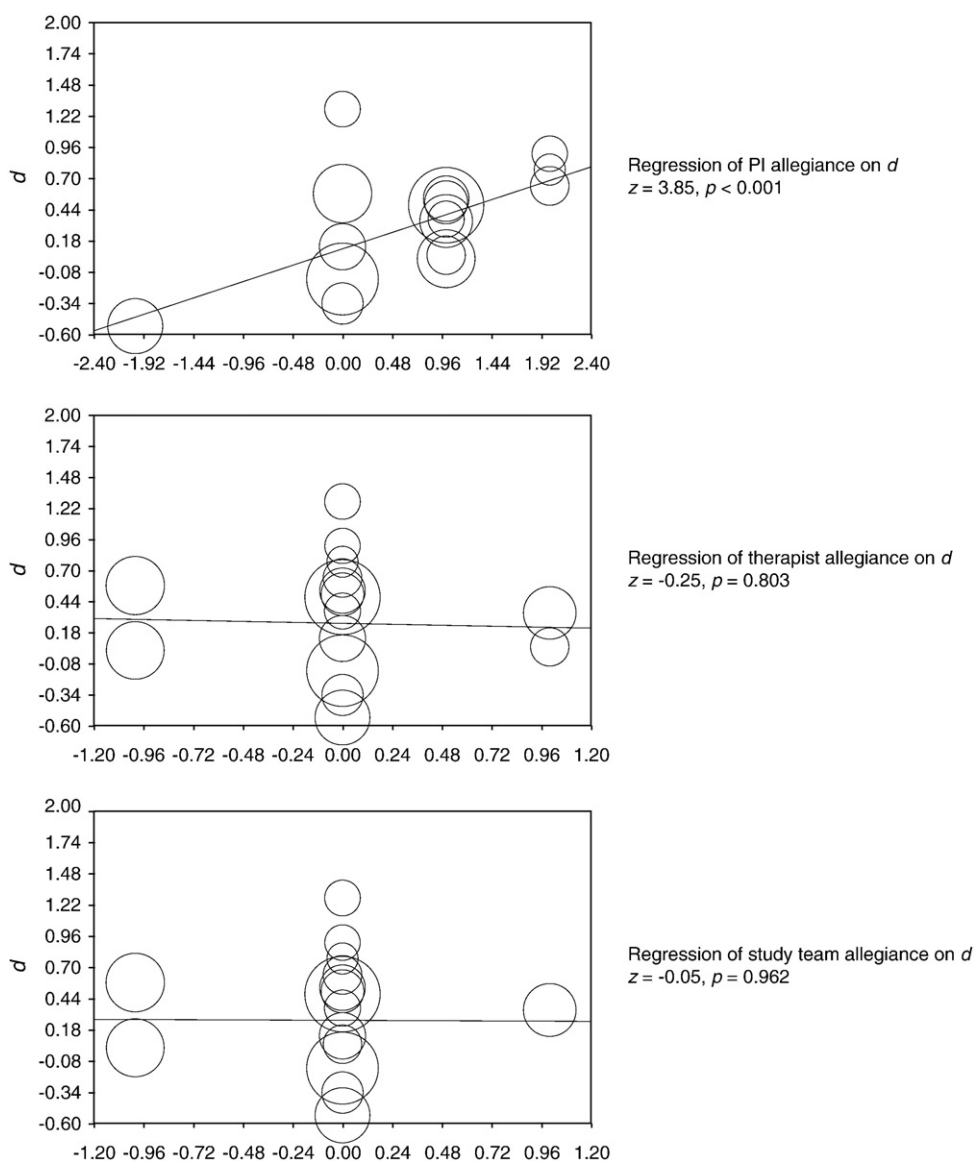 2.00
1.74
1.48
1.22
0.96
d
0.70
0.44
0.18
-0.08
-0.34
-0.60
-2.40 -1.92 -1.44 -0.96 -0.48 0.00 0.48 0.96 1.44 1.92 2.40
Regression of PI allegiance on d
z = 3.85, p < 0.001
2.00
1.74
1.48
1.22
0.96
d
0.70
0.44
0.18
-0.08
-0.34
-0.60
-1.20 -0.96 -0.72 -0.48 -0.24 0.00 0.24 0.48 0.72 0.96 1.20
Regression of therapist allegiance on d
z = -0.25, p = 0.803
2.00
1.74
1.48
1.22
0.96
d
0.70
0.44
0.18
-0.08
-0.34
-0.60
-1.20 -0.96 -0.72 -0.48 -0.24 0.00 0.24 0.48 0.72 0.96 1.20
Regression of study team allegiance on d
z = -0.05, p = 0.962